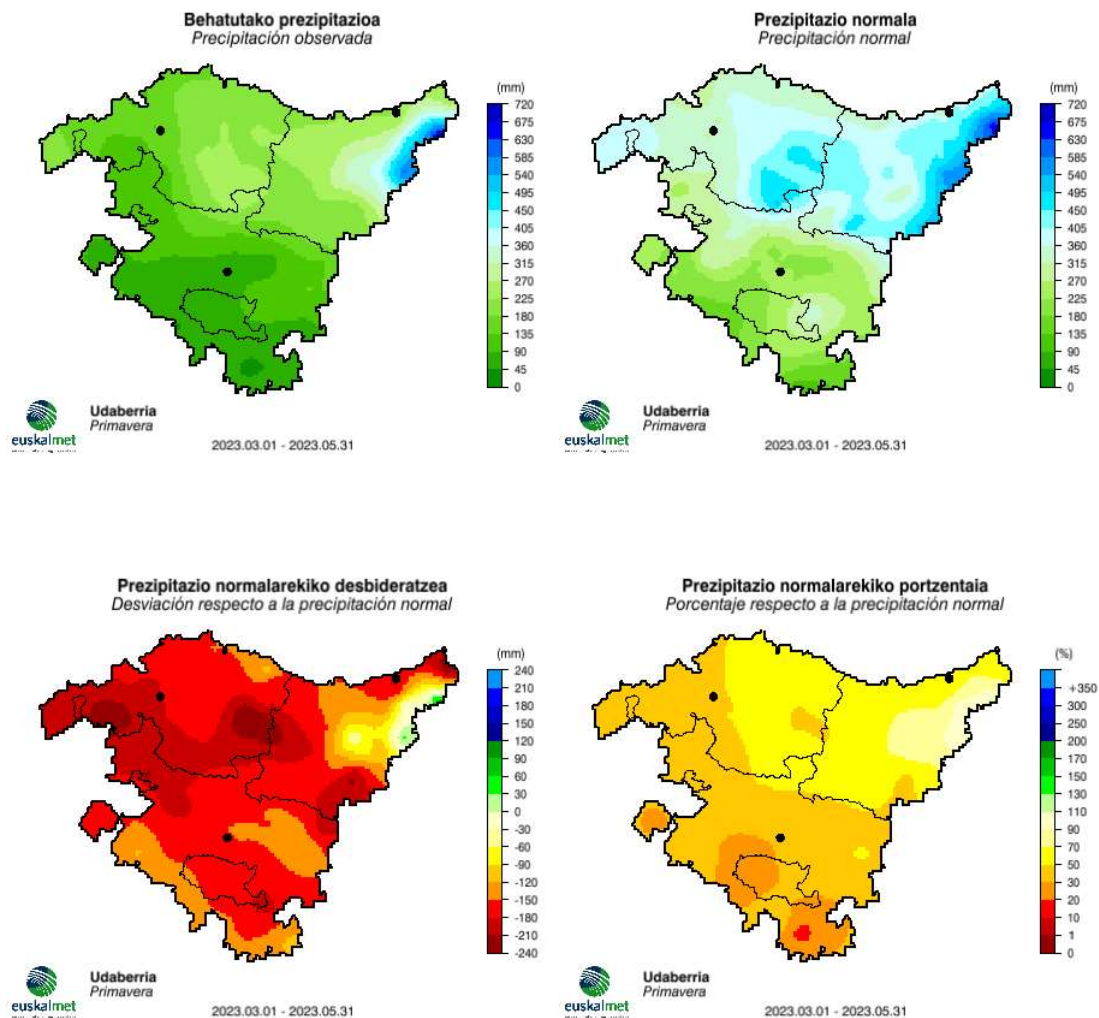 Behatutako prezipitazioa
Precipitación observada
(mm)
720
675
630
585
540
495
450
405
360
315
270
225
180
135
90
45
0
Udaberria
Primavera
euskalmet
2023.03.01 - 2023.05.31
Prezipitazio normala
Precipitación normal
(mm)
720
675
630
585
540
495
450
405
360
315
270
225
180
135
90
45
0
Udaberria
Primavera
euskalmet
2023.03.01 - 2023.05.31
Prezipitazio normalarekiko desbideratzea
Desviación respecto a la precipitación normal
(mm)
240
210
180
150
120
90
60
30
0
-30
-60
-90
-120
-150
-180
-210
-240
Udaberria
Primavera
euskalmet
2023.03.01 - 2023.05.31
Prezipitazio normalarekiko portzentaia
Porcentaje respecto a la precipitación normal
(%)
+350
300
250
200
170
150
130
110
90
70
50
30
20
10
1
0
Udaberria
Primavera
euskalmet
2023.03.01 - 2023.05.31